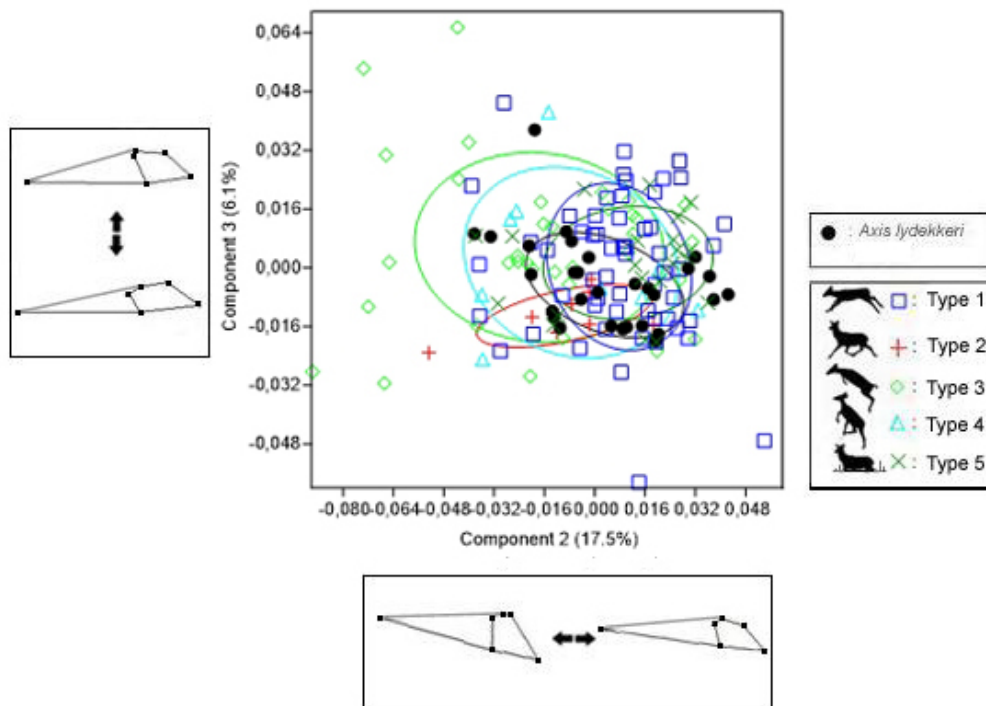 0,064
0,048
0,032
0,016
0,000
-0,016
-0,032
-0,048
Component 3 (6.1%)
-0,080 -0,064 -0,048 -0,032 -0,016 0,000 0,016 0,032 0,048
Component 2 (17.5%)
: Axis lydekkeri
: Type 1
: Type 2
: Type 3
: Type 4
: Type 5